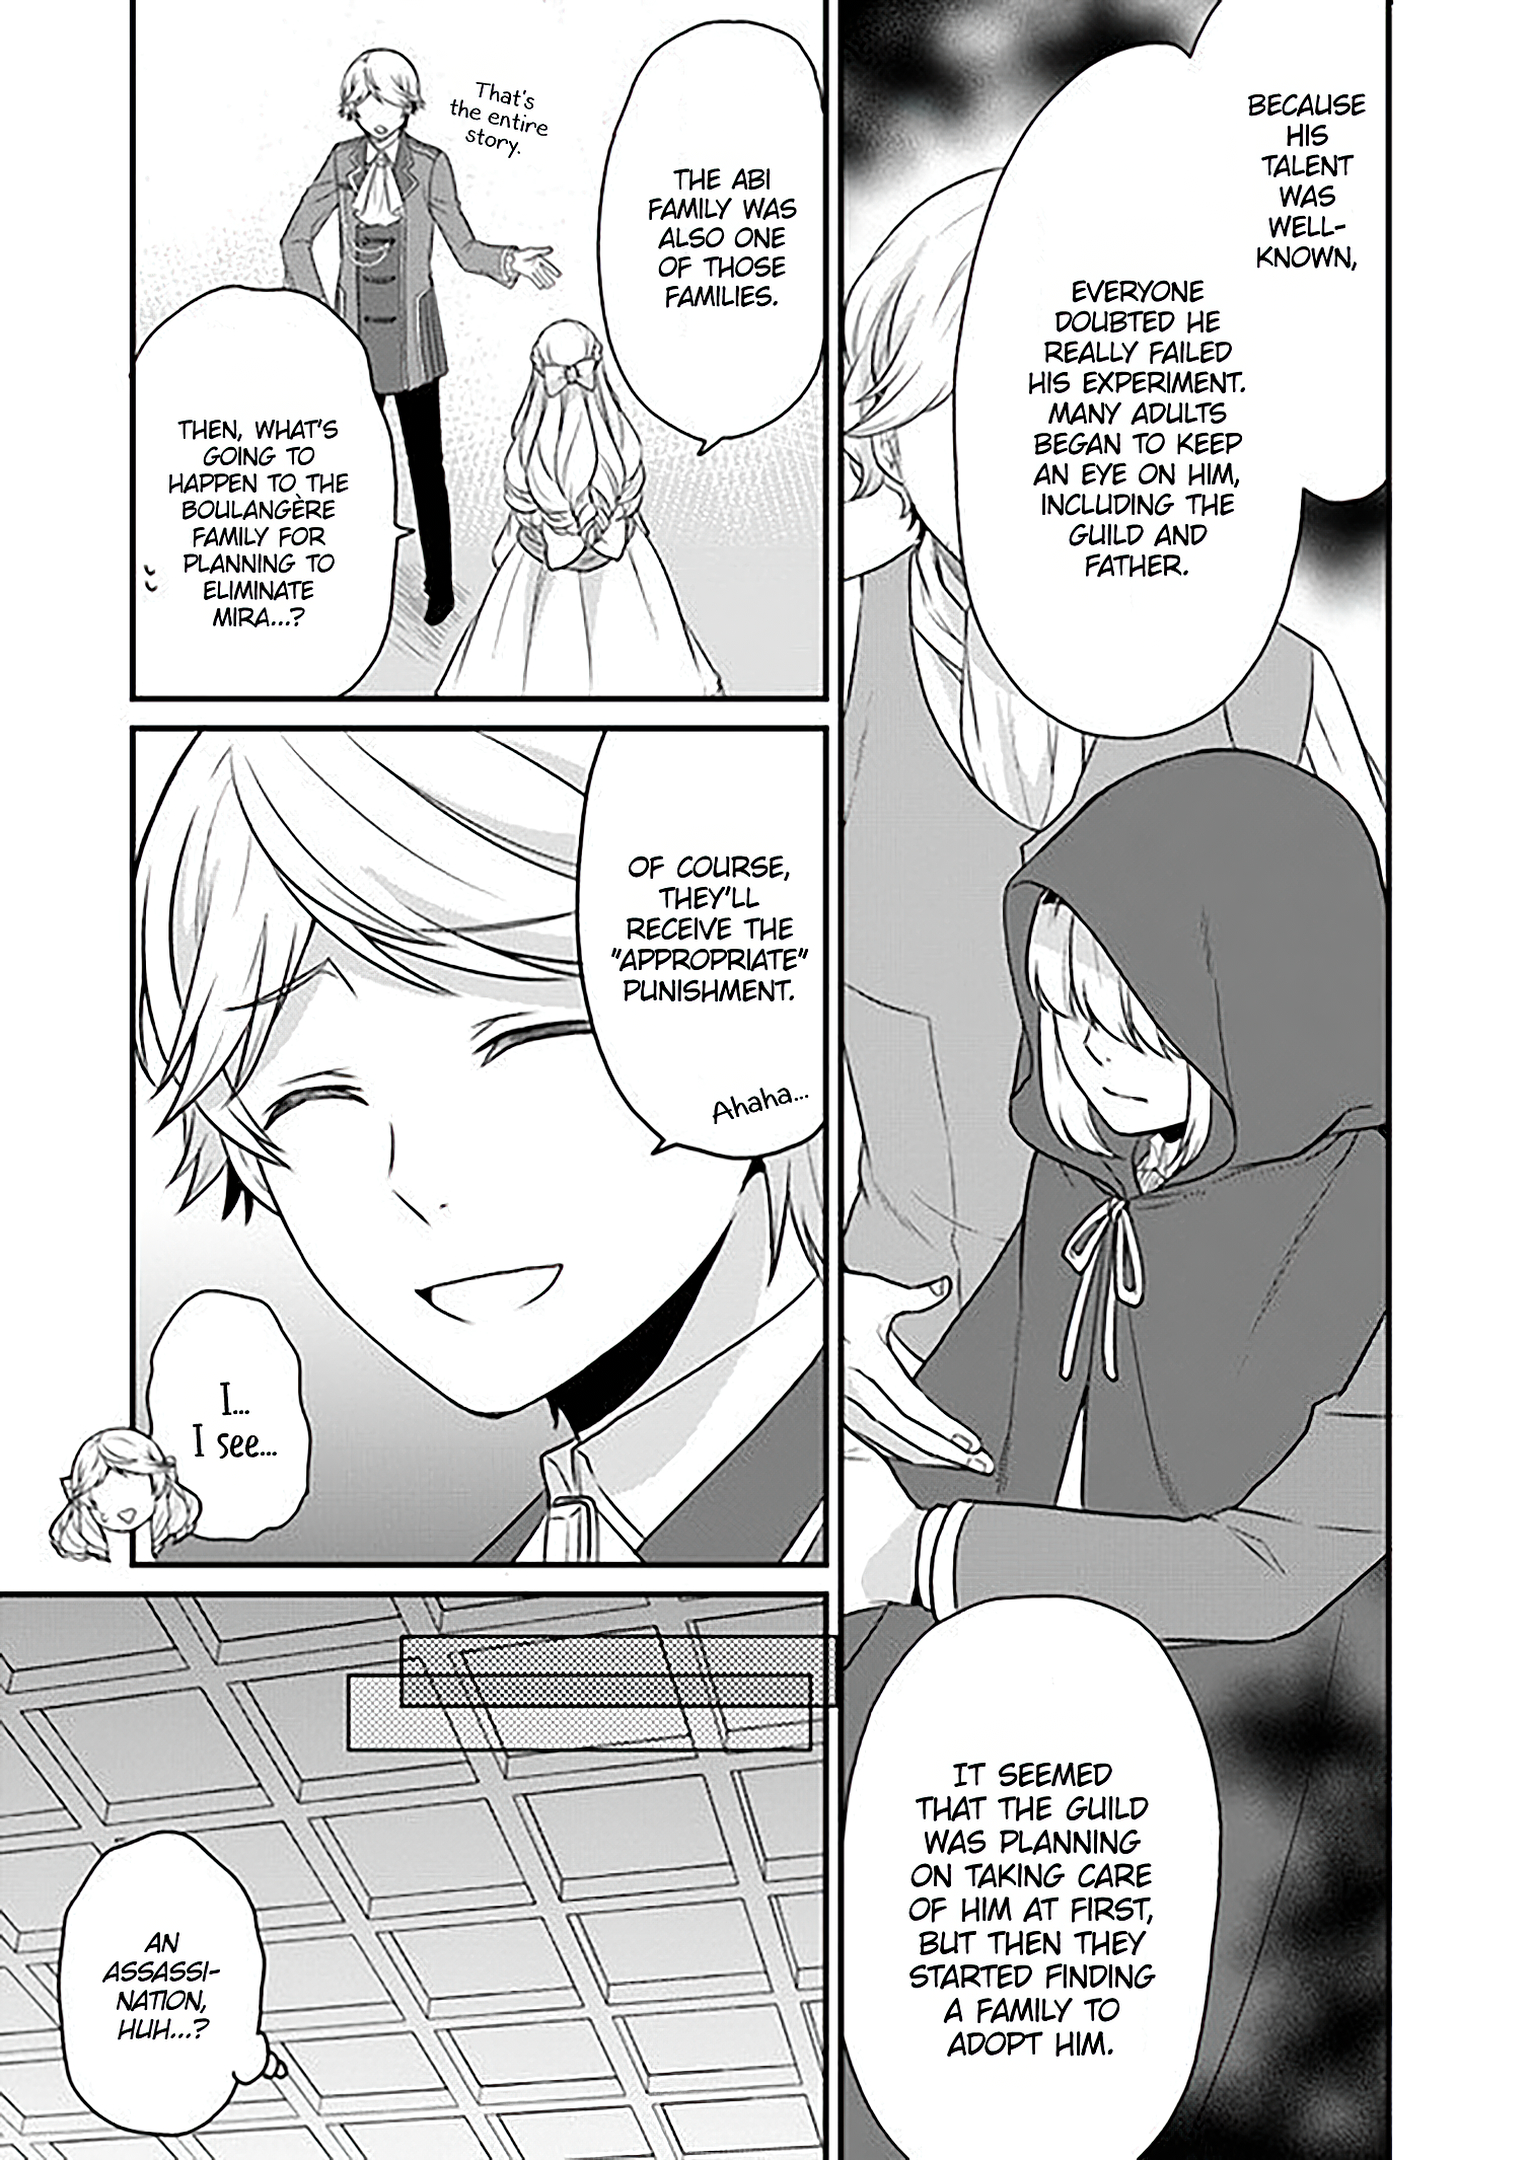 BECAUSE
HIS
TALENT
WAS
WELL-
KNOWN,
EVERYONE
DOUBTED HE
REALLY FAILED
HIS EXPERIMENT.
MANY ADULTS
BEGAN TO KEEP
AN EYE ON HIM,
INCLUDING THE
GUILD AND
FATHER.
IT SEEMED
THAT THE GUILD
WAS PLANNING
ON TAKING CARE
OF HIM AT FIRST,
BUT THEN THEY
STARTED FINDING
A FAMILY TO
ADOPT HIM.
THE ABI
FAMILY WAS
ALSO ONE
OF THOSE
FAMILIES.
That's
the entire
story.
THEN, WHAT'S
GOING TO
HAPPEN TO THE
BOULANGÈRE
FAMILY FOR
PLANNING TO
ELIMINATE
MIRA...?
OF COURSE,
THEY'LL
RECEIVE THE
"APPROPRIATE"
PUNISHMENT.
Ahaha...
I...
I see...
AN
ASSASSI-
NATION,
HUH...?